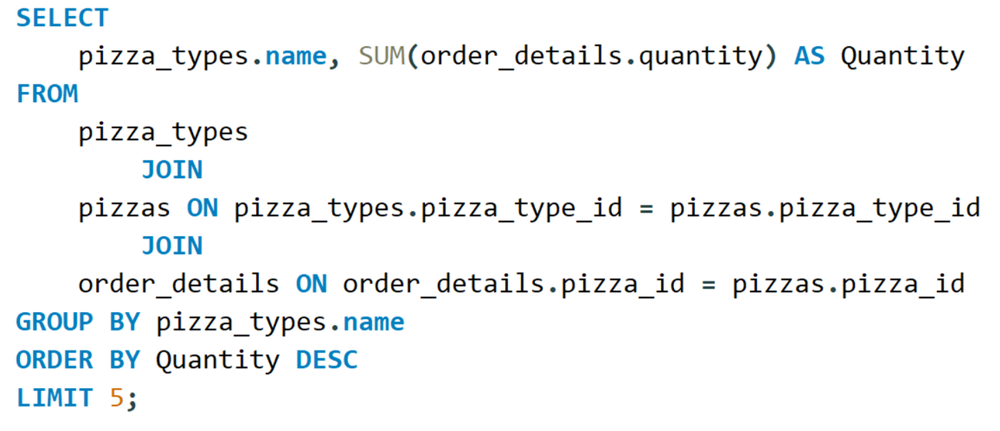 SELECT
    pizza_types.name, SUM(order_details.quantity) AS Quantity
FROM
    pizza_types
        JOIN
    pizzas ON pizza_types.pizza_type_id = pizzas.pizza_type_id
        JOIN
    order_details ON order_details.pizza_id = pizzas.pizza_id
GROUP BY pizza_types.name
ORDER BY Quantity DESC
LIMIT 5;